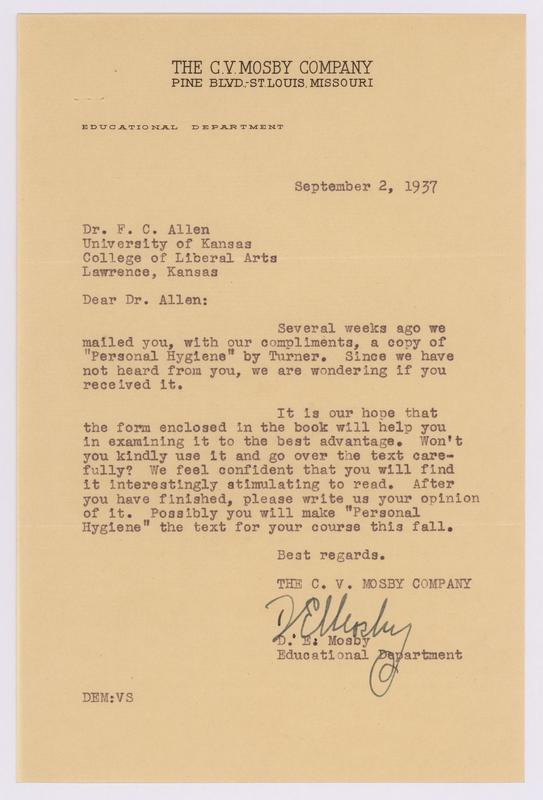 THE C.V. MOSBY COMPANY
PINE BLVD.-ST. LOUIS, MISSOURI
EDUCATIONAL DEPARTMENT
September 2, 1937
Dr. F. C. Allen
University of Kansas
College of Liberal Arts
Lawrence, Kansas
Dear Dr. Allen:
Several weeks ago we
mailed you, with our compliments, a copy of
"Personal Hygiene" by Turner. Since we have
not heard from you, we are wondering if you
received it.
It is our hope that
the form enclosed in the book will help you
in examining it to the best advantage. Won't
you kindly use it and go over the text care-
fully? We feel confident that you will find
it interestingly stimulating to read. After
you have finished, please write us your opinion
of it. Possibly you will make "Personal
Hygiene" the text for your course this fall.
Best regards.
THE C. V. MOSBY COMPANY
D E Mosby
D. E. Mosby
Educational Department
DEM:VS